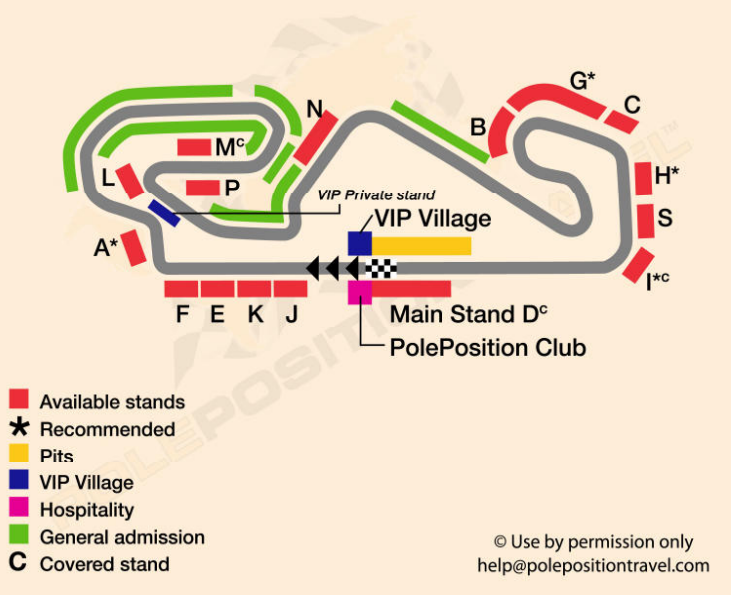 G*
C
N
B
Mᶜ
H*
L
P
VIP Private stand
VIP Village
S
A*
I*ᶜ
F
E
K
J
Main Stand Dᶜ
PolePosition Club
Available stands
* Recommended
Pits
VIP Village
Hospitality
General admission
C Covered stand
© Use by permission only
help@polepositiontravel.com
POLEPOSITION